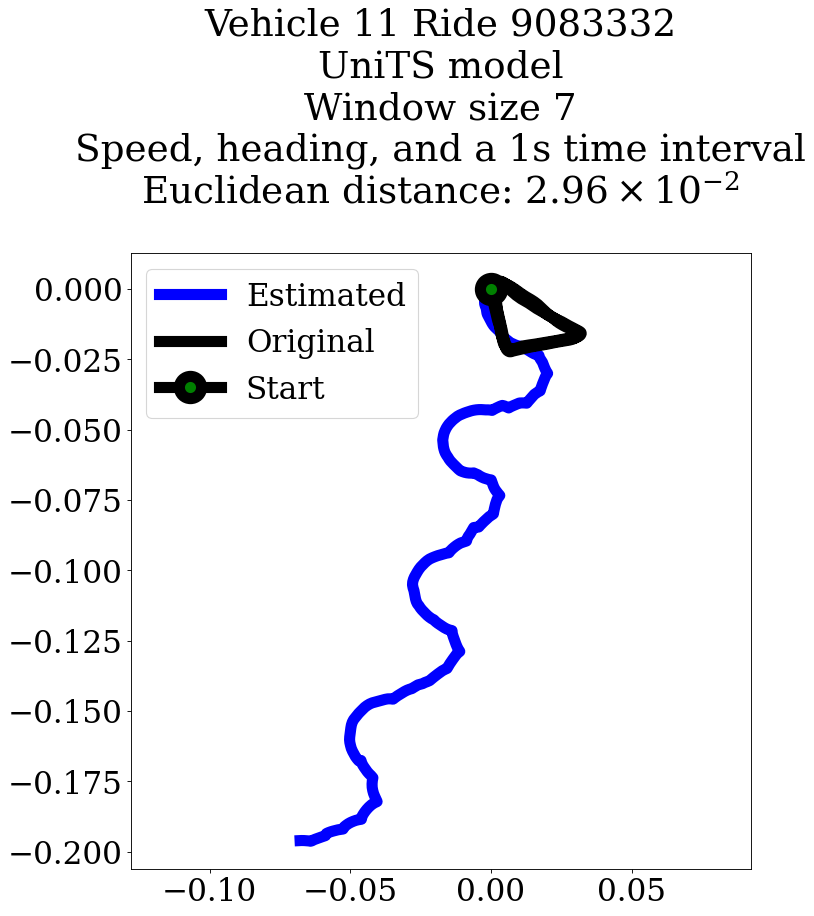 Vehicle 11 Ride 9083332
UniTS model
Window size 7
Speed, heading, and a 1s time interval
Euclidean distance: 2.96 × 10⁻²
Estimated
Original
Start
0.000
−0.025
−0.050
−0.075
−0.100
−0.125
−0.150
−0.175
−0.200
−0.10
−0.05
0.00
0.05